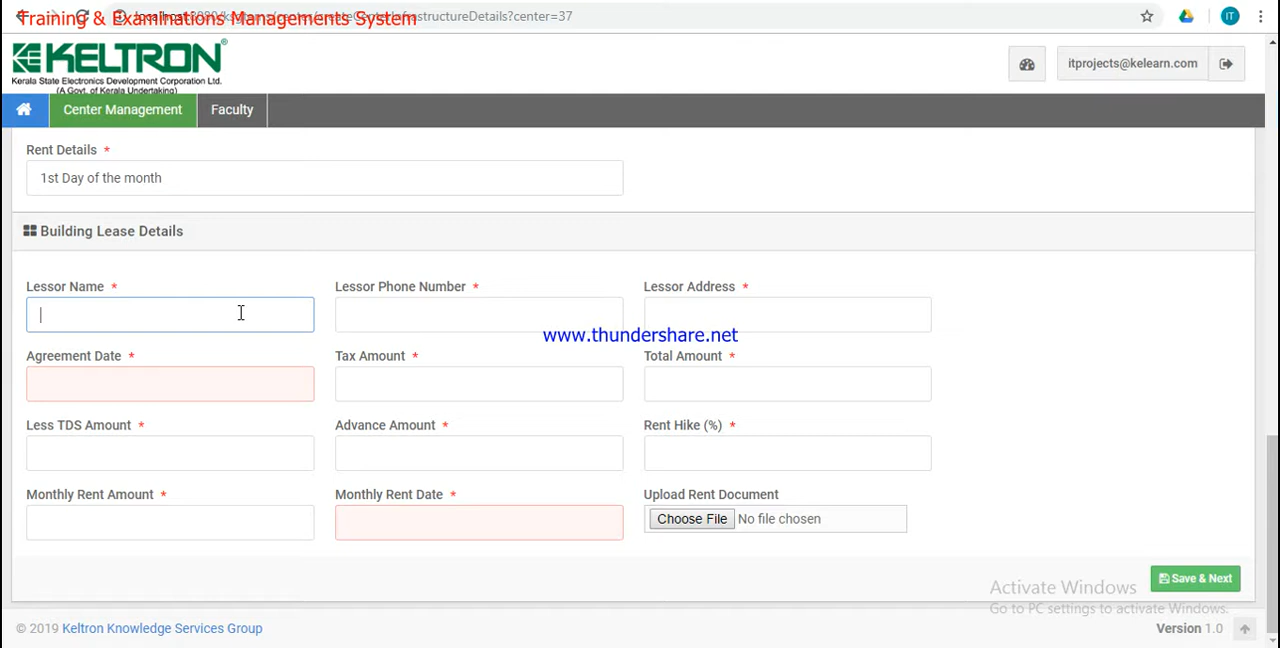 Training & Examinations Managements System
KELTRON®
Kerala State Electronics Development Corporation Ltd.
(A Govt. of Kerala Undertaking)
itprojects@kelearn.com
IT
Center Management
Faculty
Rent Details *
1st Day of the month
Building Lease Details
Lessor Name *
Lessor Phone Number *
Lessor Address *
www.thundershare.net
Agreement Date *
Tax Amount *
Total Amount *
Less TDS Amount *
Advance Amount *
Rent Hike (%) *
Monthly Rent Amount *
Monthly Rent Date *
Upload Rent Document
Choose File No file chosen
Save & Next
Activate Windows
Go to PC settings to activate Windows.
© 2019 Keltron Knowledge Services Group
Version 1.0